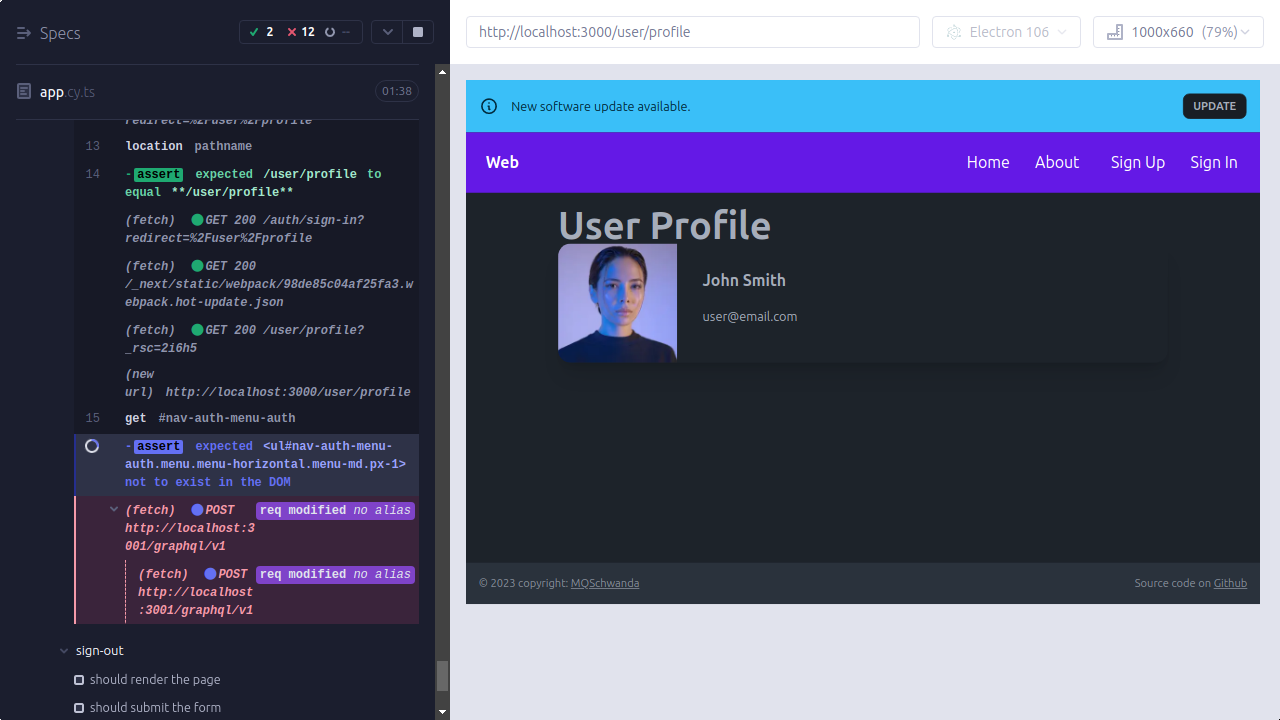 Specs
2
12
--
app.cy.ts
01:38
redirect=%2Fuser%2Fprofile
13 location pathname
14 -assert expected /user/profile to
equal **/user/profile**
(fetch) GET 200 /auth/sign-in?
redirect=%2Fuser%2Fprofile
(fetch) GET 200
/_next/static/webpack/98de85c04af25fa3.w
ebpack.hot-update.json
(fetch) GET 200 /user/profile?
_rsc=2i6h5
(new
url) http://localhost:3000/user/profile
15 get #nav-auth-menu-auth
-assert expected <ul#nav-auth-menu-
auth.menu.menu-horizontal.menu-md.px-1>
not to exist in the DOM
(fetch) POST req modified no alias
http://localhost:3
001/graphql/v1
(fetch) POST req modified no alias
http://localhost
:3001/graphql/v1
sign-out
should render the page
should submit the form
http://localhost:3000/user/profile
Electron 106
1000x660 (79%)
New software update available.
UPDATE
Web
Home About Sign Up Sign In
User Profile
John Smith
user@email.com
© 2023 copyright: MQSchwanda
Source code on Github